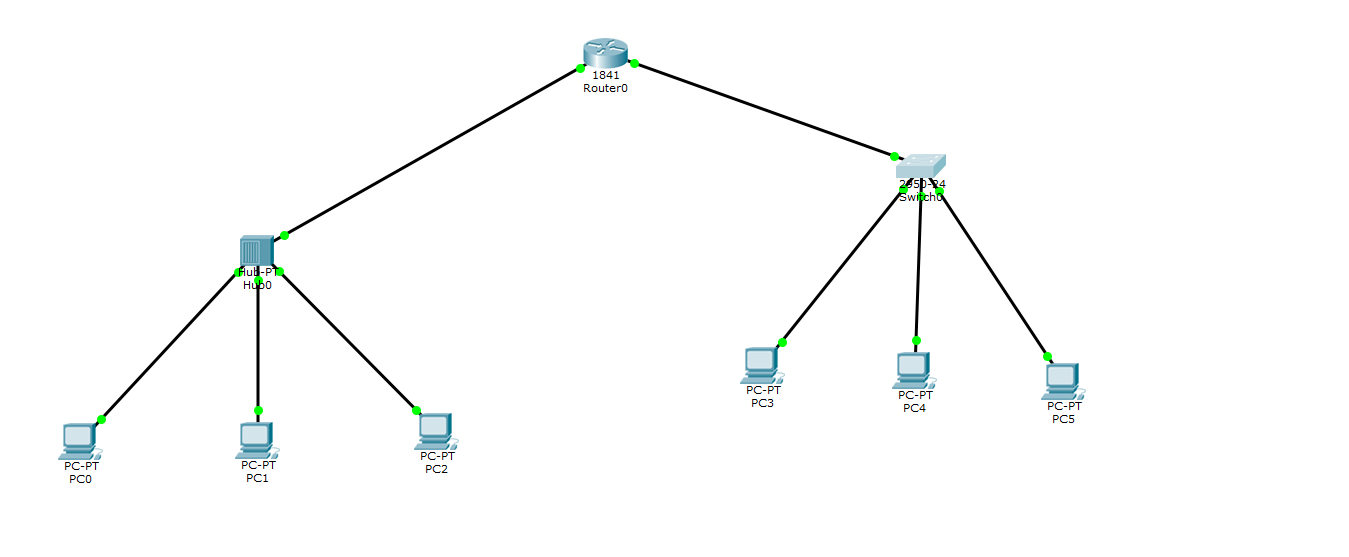 1841
Router0
2950-24
Switch0
Hub-PT
Hub0
PC-PT
PC3
PC-PT
PC4
PC-PT
PC5
PC-PT
PC0
PC-PT
PC1
PC-PT
PC2